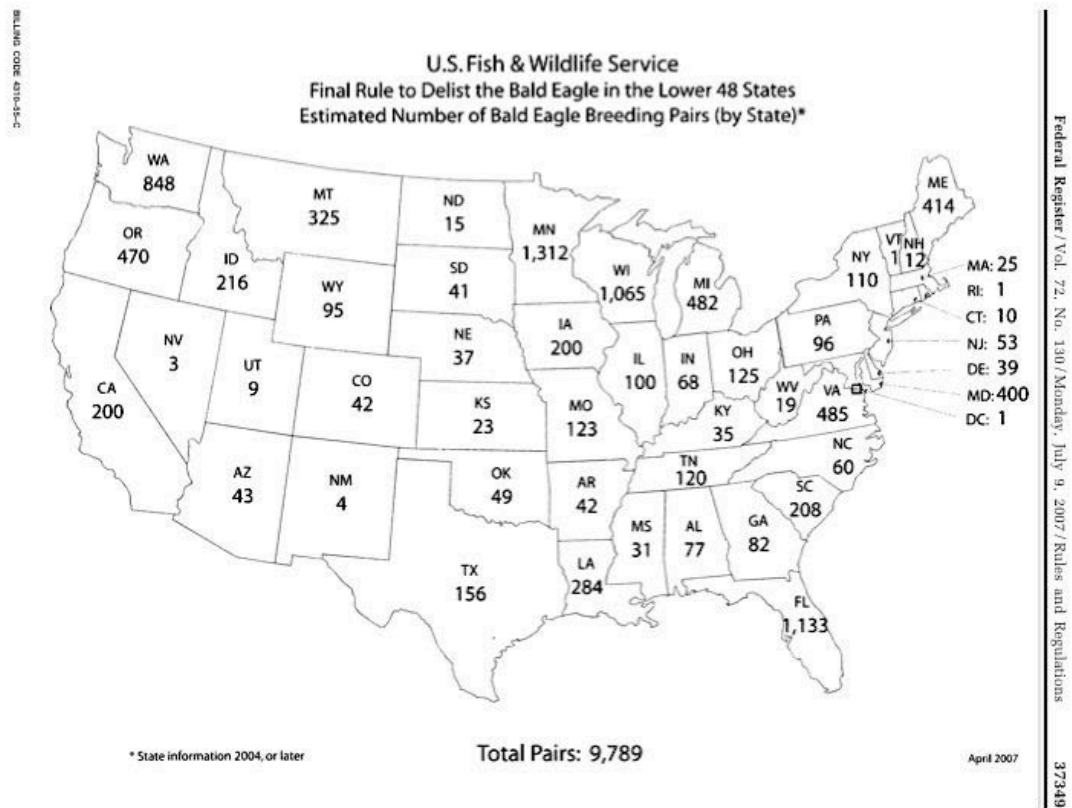 BILLING CODE 4310-55-C
U.S. Fish & Wildlife Service
Final Rule to Delist the Bald Eagle in the Lower 48 States
Estimated Number of Bald Eagle Breeding Pairs (by State)*
WA
848
OR
470
ID
216
MT
325
WY
95
ND
15
SD
41
NE
37
KS
23
MN
1,312
WI
1,065
MI
482
IA
200
IL
100
IN
68
OH
125
PA
96
NY
110
VT
1
NH
12
ME
414
MA: 25
RI: 1
CT: 10
NJ: 53
DE: 39
MD: 400
DC: 1
CA
200
NV
3
UT
9
CO
42
AZ
43
NM
4
OK
49
TX
156
MO
123
AR
42
LA
284
KY
35
WV
19
VA
485
TN
120
NC
60
SC
208
MS
31
AL
77
GA
82
FL
1,133
* State information 2004, or later
Total Pairs: 9,789
April 2007
Federal Register / Vol. 72, No. 130 / Monday, July 9, 2007 / Rules and Regulations
37349